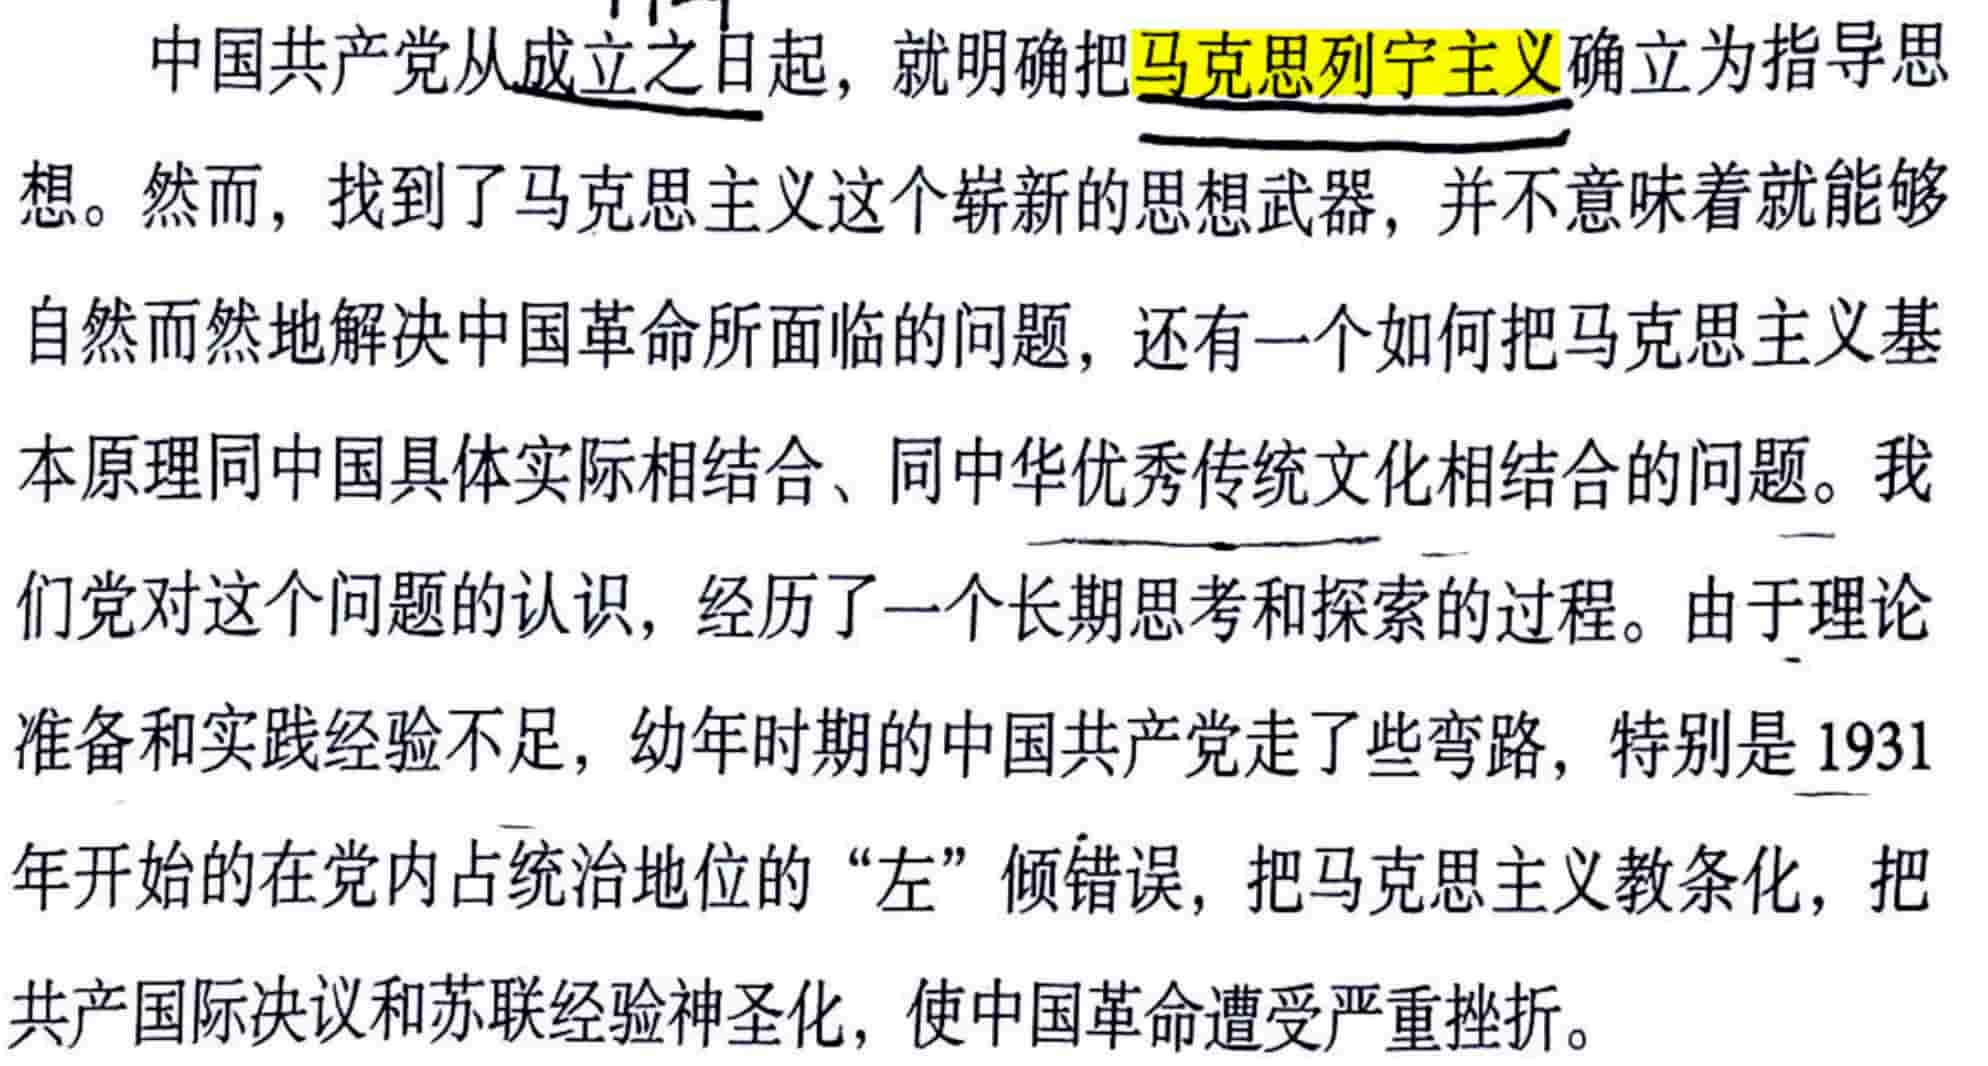 中国共产党从成立之日起，就明确把马克思列宁主义确立为指导思
想。然而，找到了马克思主义这个崭新的思想武器，并不意味着就能够
自然而然地解决中国革命所面临的问题，还有一个如何把马克思主义基
本原理同中国具体实际相结合、同中华优秀传统文化相结合的问题。我
们党对这个问题的认识，经历了一个长期思考和探索的过程。由于理论
准备和实践经验不足，幼年时期的中国共产党走了些弯路，特别是 1931
年开始的在党内占统治地位的“左”倾错误，把马克思主义教条化，把
共产国际决议和苏联经验神圣化，使中国革命遭受严重挫折。